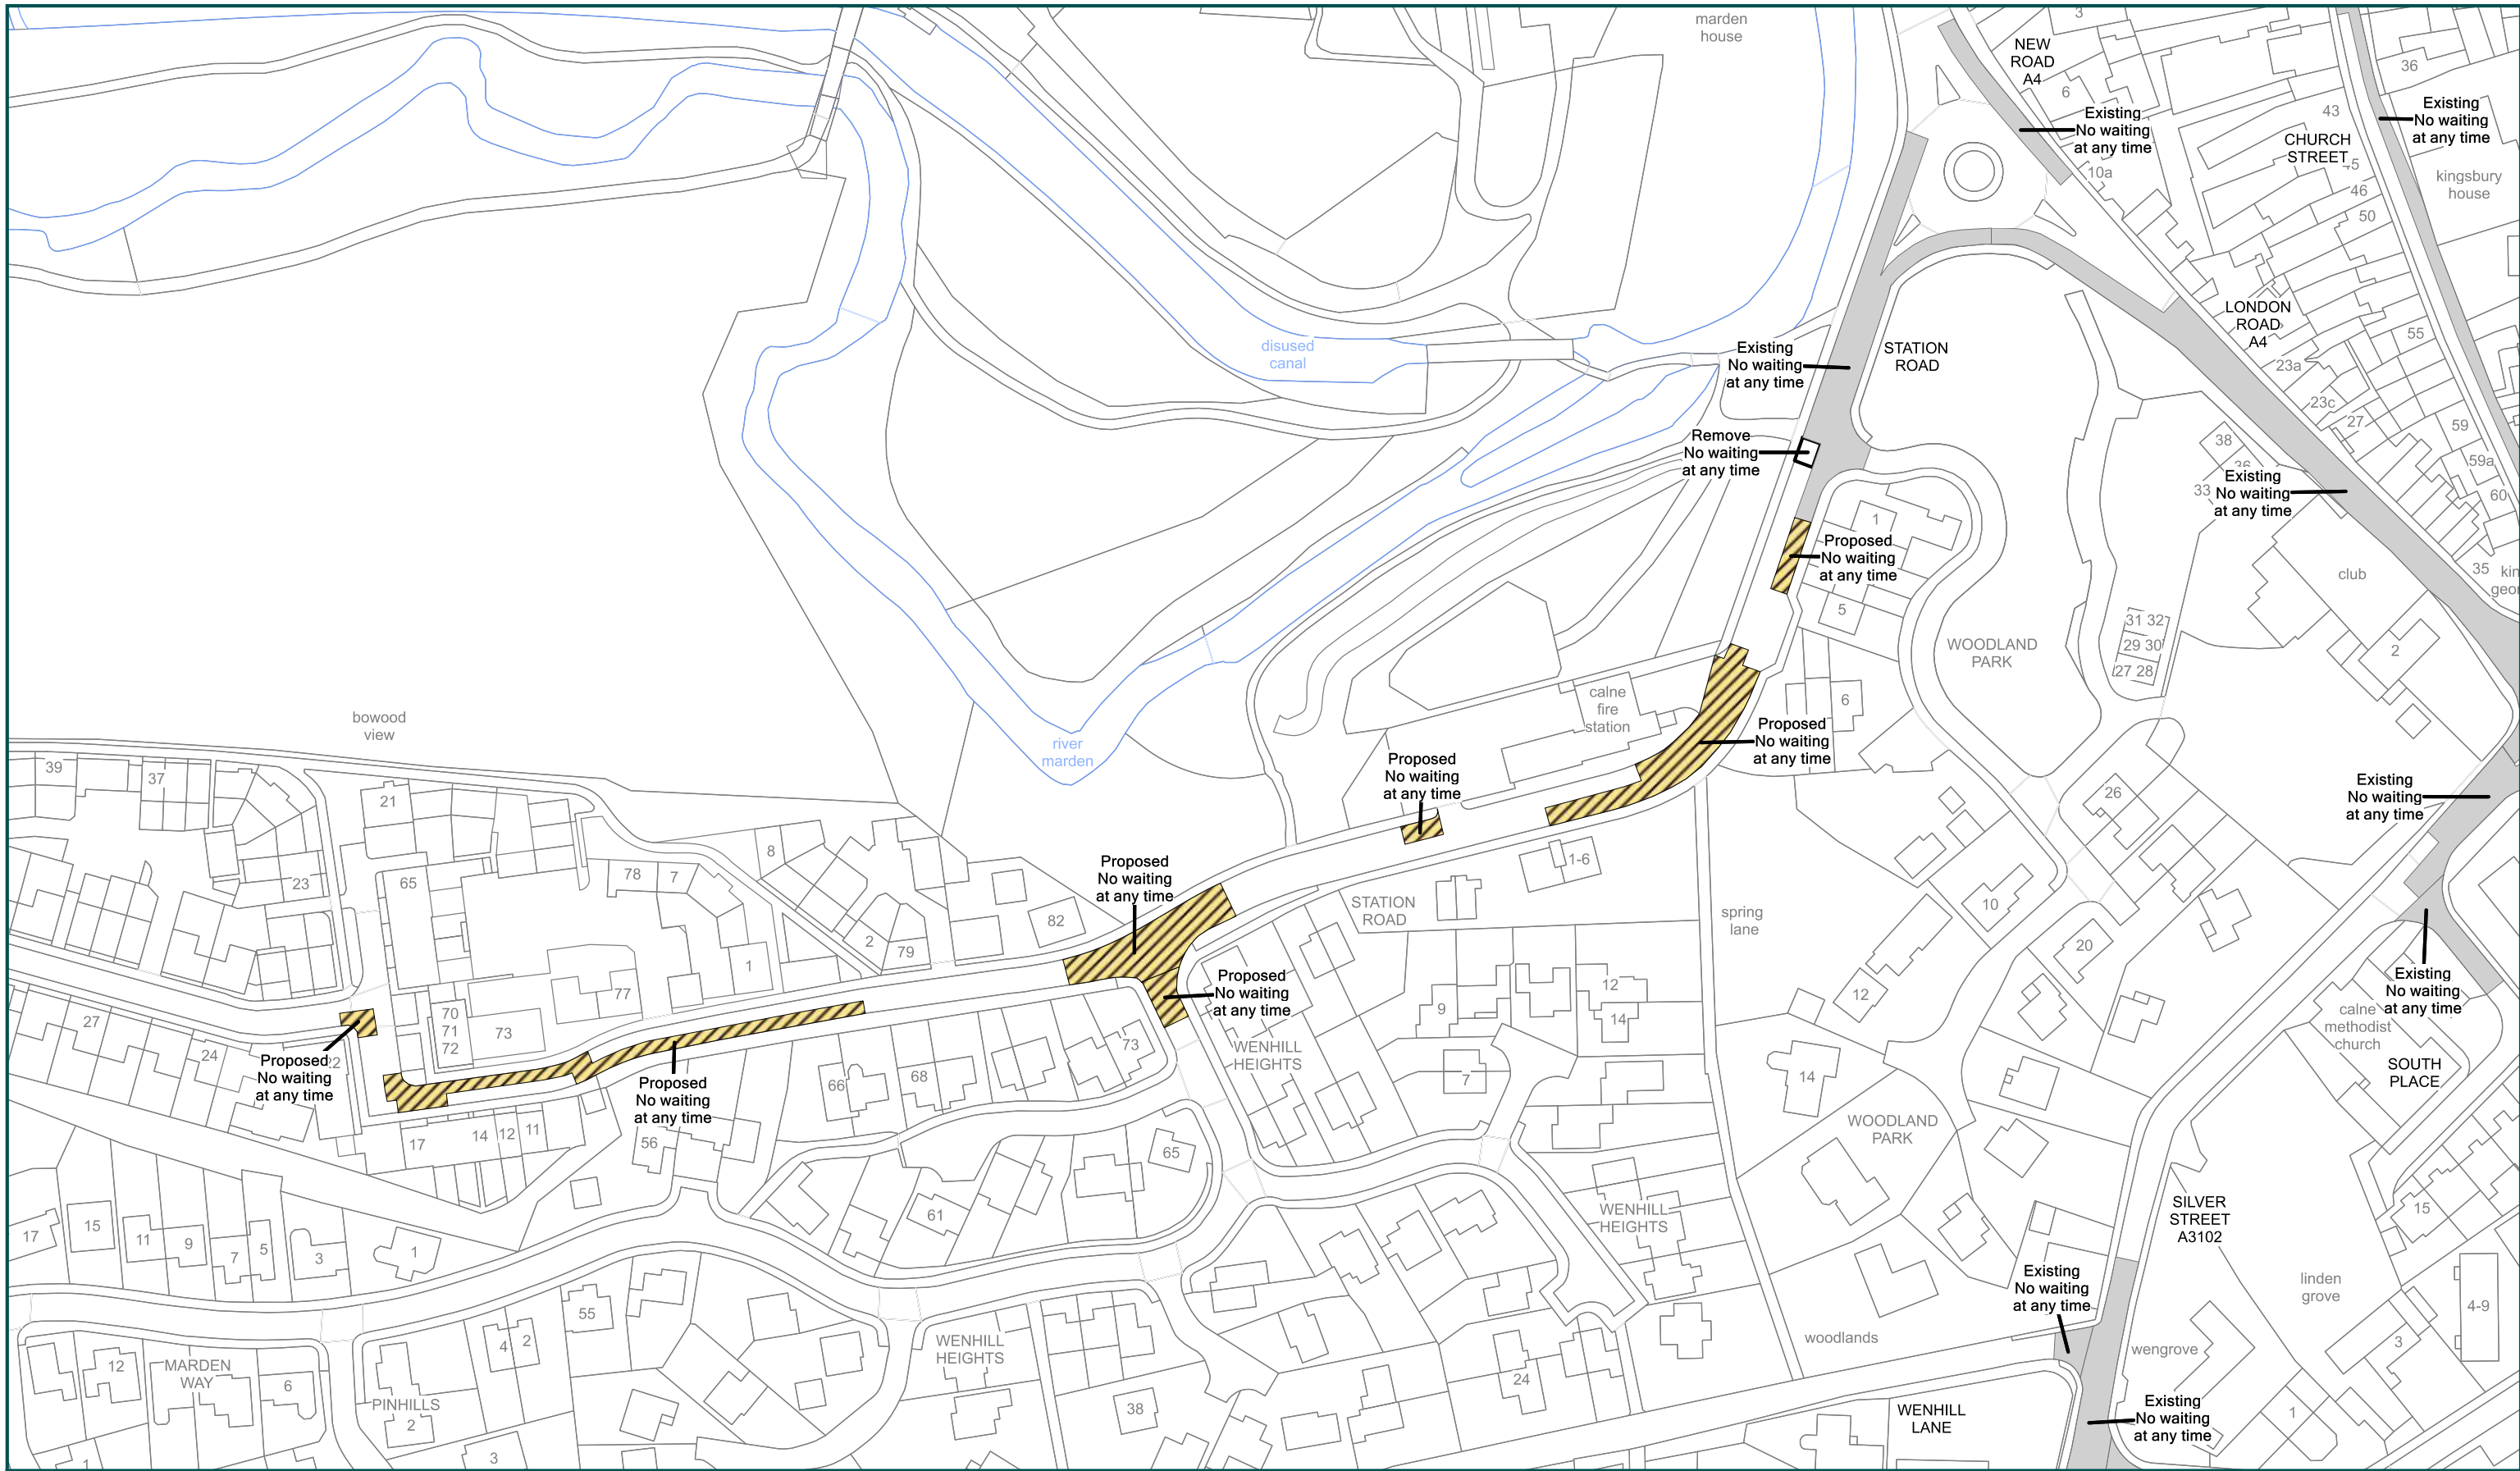 marden
house
3
NEW
ROAD
A4
6
36
Existing
No waiting
at any time
Existing
No waiting
at any time
43
CHURCH
STREET
45
46
50
10a
kingsbury
house
LONDON
ROAD
A4
55
23a
23c
27
59
59a
60
38
36
33
Existing
No waiting
at any time
35
club
2
31 32
29 30
27 28
disused
canal
Existing
No waiting
at any time
STATION
ROAD
Remove
No waiting
at any time
1
Proposed
No waiting
at any time
5
WOODLAND
PARK
6
calne
fire
station
Proposed
No waiting
at any time
Proposed
No waiting
at any time
river
marden
bowood
view
39
37
21
23
65
78
7
8
2
79
1
82
Proposed
No waiting
at any time
1-6
STATION
ROAD
spring
lane
26
10
20
12
Existing
No waiting
at any time
Existing
No waiting
at any time
calne
methodist
church
SOUTH
PLACE
27
24
22
Proposed
No waiting
at any time
70
71
72
73
77
Proposed
No waiting
at any time
66
68
73
Proposed
No waiting
at any time
WENHILL
HEIGHTS
9
12
14
7
14
WOODLAND
PARK
17
14
12
11
56
65
61
17
15
11
9
7
5
3
1
WENHILL
HEIGHTS
SILVER
STREET
A3102
15
linden
grove
4-9
3
1
Existing
No waiting
at any time
woodlands
wengrove
Existing
No waiting
at any time
WENHILL
LANE
55
4
2
12
MARDEN
WAY
6
PINHILLS
2
3
1
WENHILL
HEIGHTS
38
24